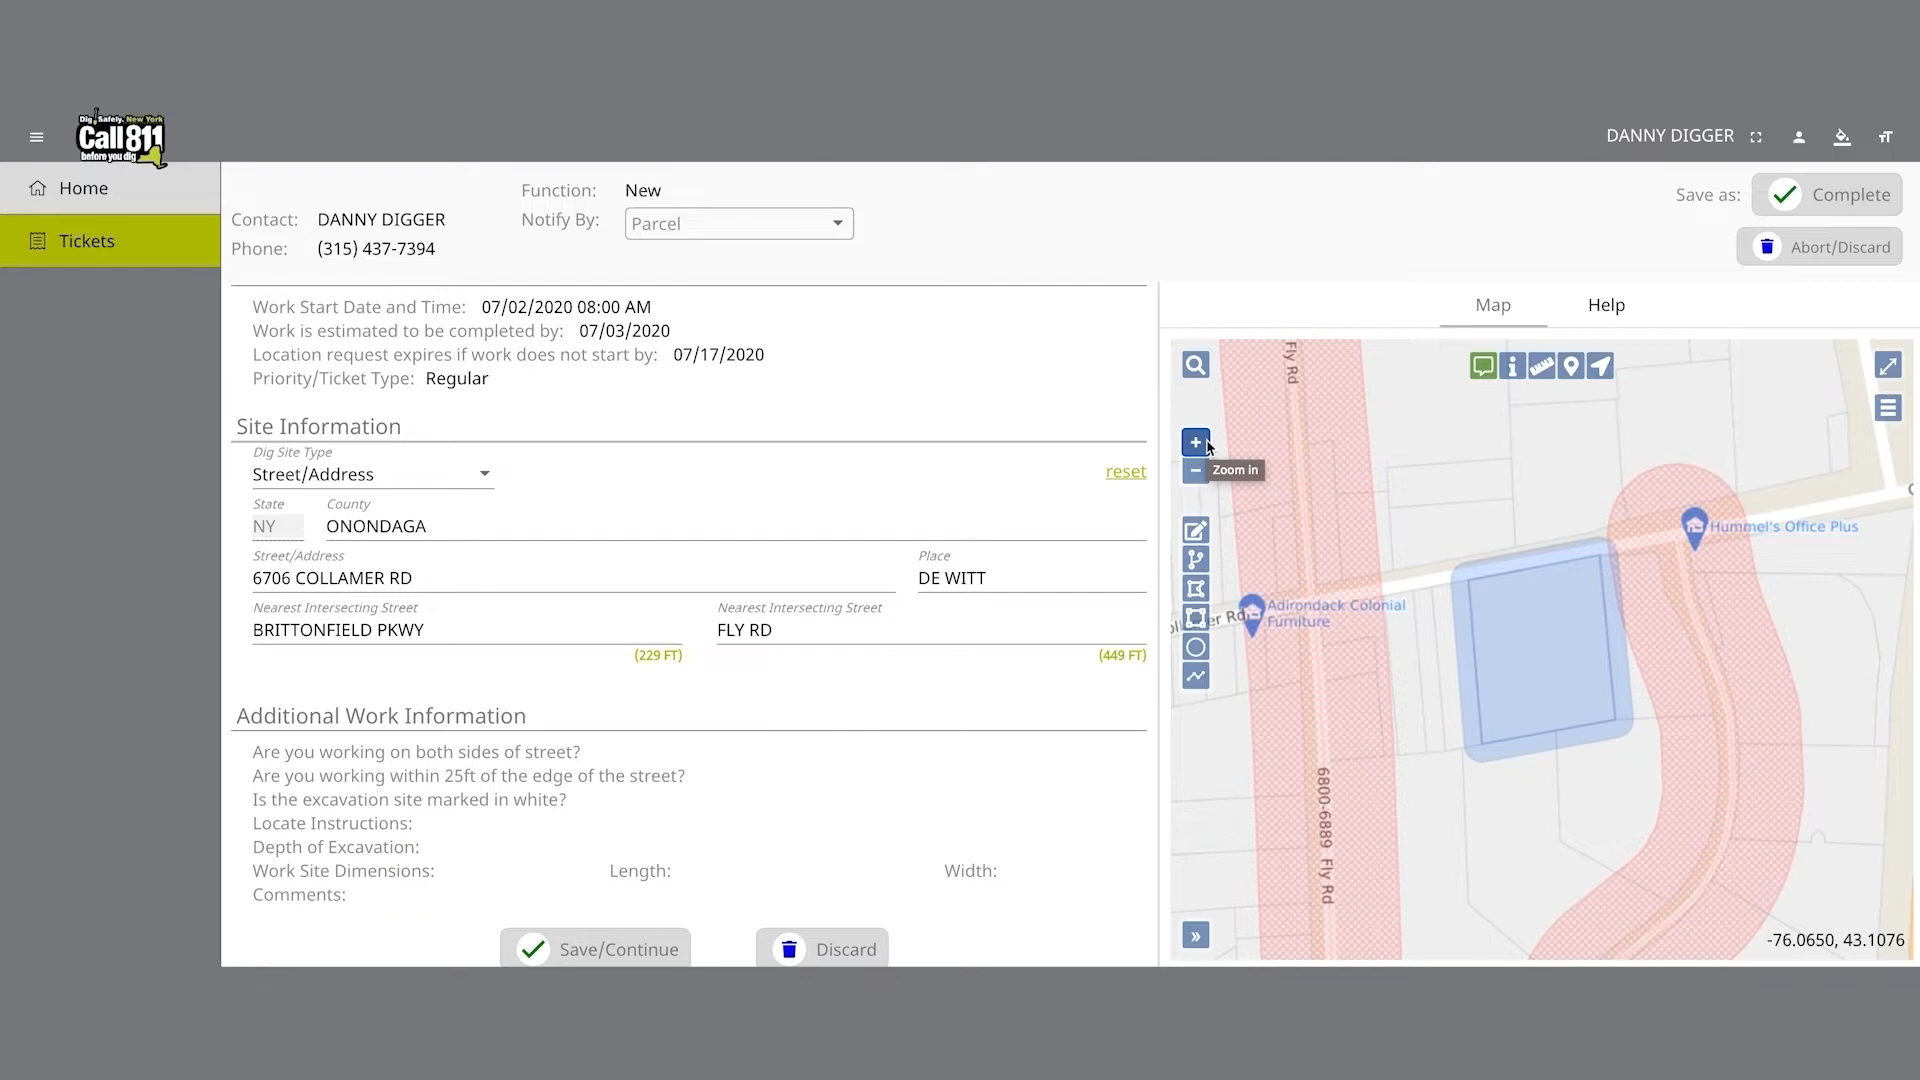 Dig Safely. New York
Call 811
before you dig
DANNY DIGGER
Home
Tickets
Contact: DANNY DIGGER
Phone: (315) 437-7394
Function: New
Notify By: Parcel
Save as: Complete
Abort/Discard
Work Start Date and Time: 07/02/2020 08:00 AM
Work is estimated to be completed by: 07/03/2020
Location request expires if work does not start by: 07/17/2020
Priority/Ticket Type: Regular
Site Information
Dig Site Type
Street/Address
reset
State County
NY ONONDAGA
Street/Address Place
6706 COLLAMER RD DE WITT
Nearest Intersecting Street Nearest Intersecting Street
BRITTONFIELD PKWY FLY RD
(229 FT) (449 FT)
Additional Work Information
Are you working on both sides of street?
Are you working within 25ft of the edge of the street?
Is the excavation site marked in white?
Locate Instructions:
Depth of Excavation:
Work Site Dimensions: Length: Width:
Comments:
Save/Continue Discard
Map Help
Fly Rd
Zoom in
Hummel's Office Plus
Adirondack Colonial
Furniture
er Rd
6800-6889 Fly Rd
-76.0650, 43.1076